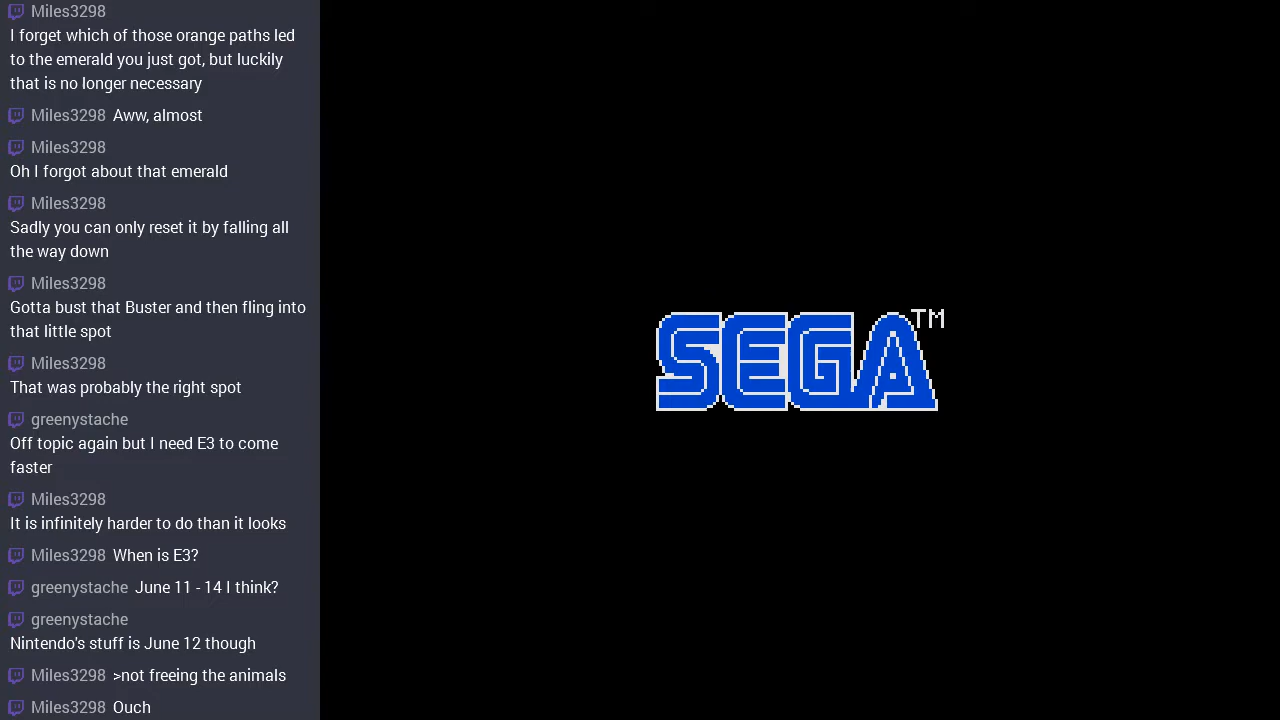 Miles3298
I forget which of those orange paths led
to the emerald you just got, but luckily
that is no longer necessary
Miles3298 Aww, almost
Miles3298
Oh I forgot about that emerald
Miles3298
Sadly you can only reset it by falling all
the way down
Miles3298
Gotta bust that Buster and then fling into
that little spot
Miles3298
That was probably the right spot
greenystache
Off topic again but I need E3 to come
faster
Miles3298
It is infinitely harder to do than it looks
Miles3298 When is E3?
greenystache June 11 - 14 I think?
greenystache
Nintendo's stuff is June 12 though
Miles3298 >not freeing the animals
Miles3298 Ouch
SEGA TM